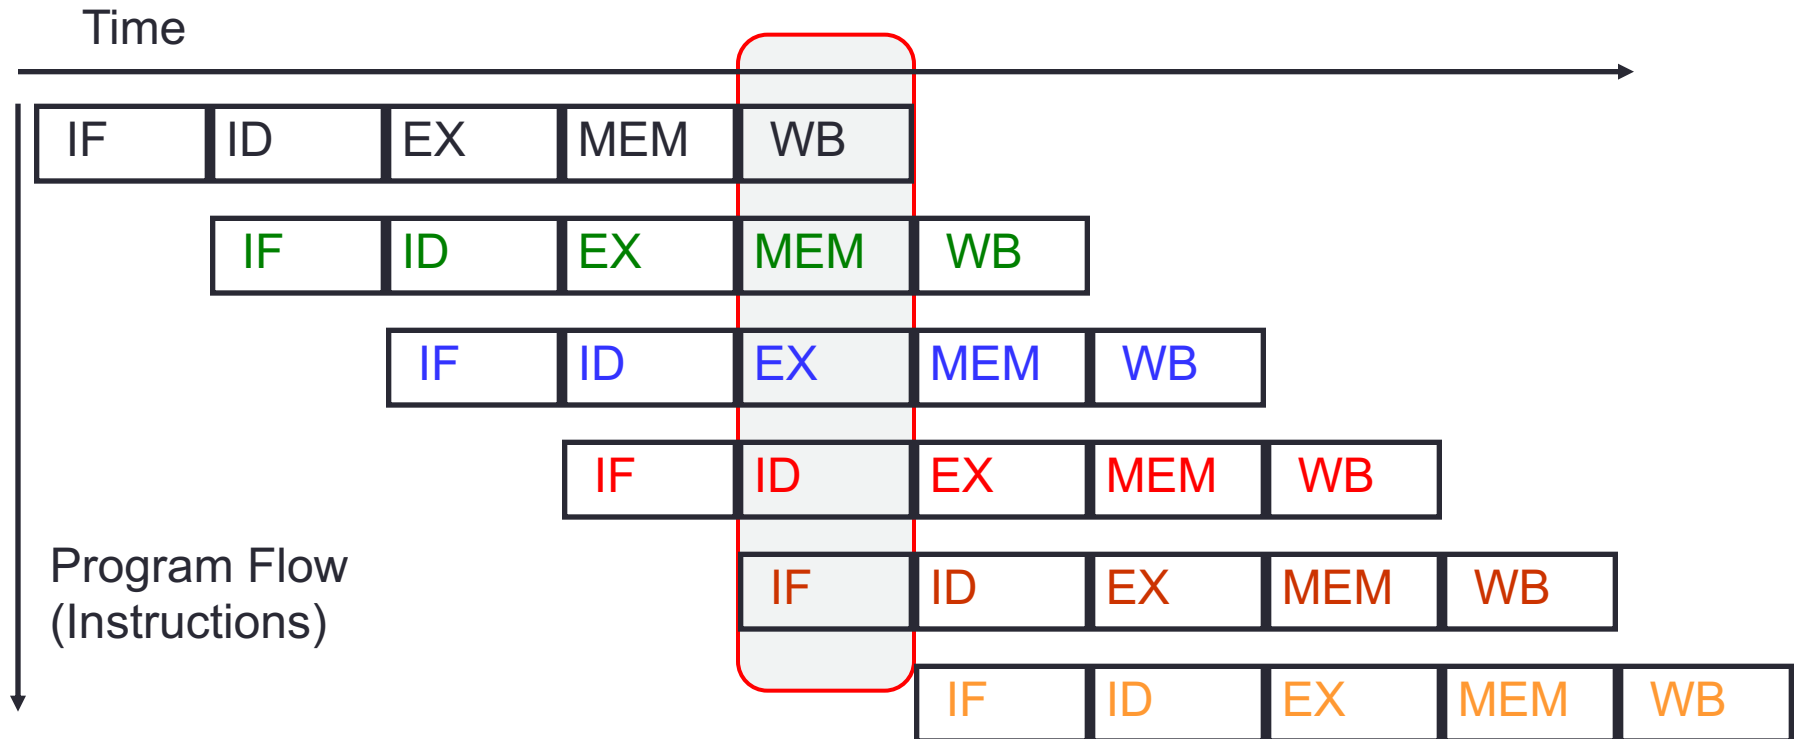 Time
IF ID EX MEM WB
IF ID EX MEM WB
IF ID EX MEM WB
IF ID EX MEM WB
Program Flow
(Instructions)
IF ID EX MEM WB
IF ID EX MEM WB